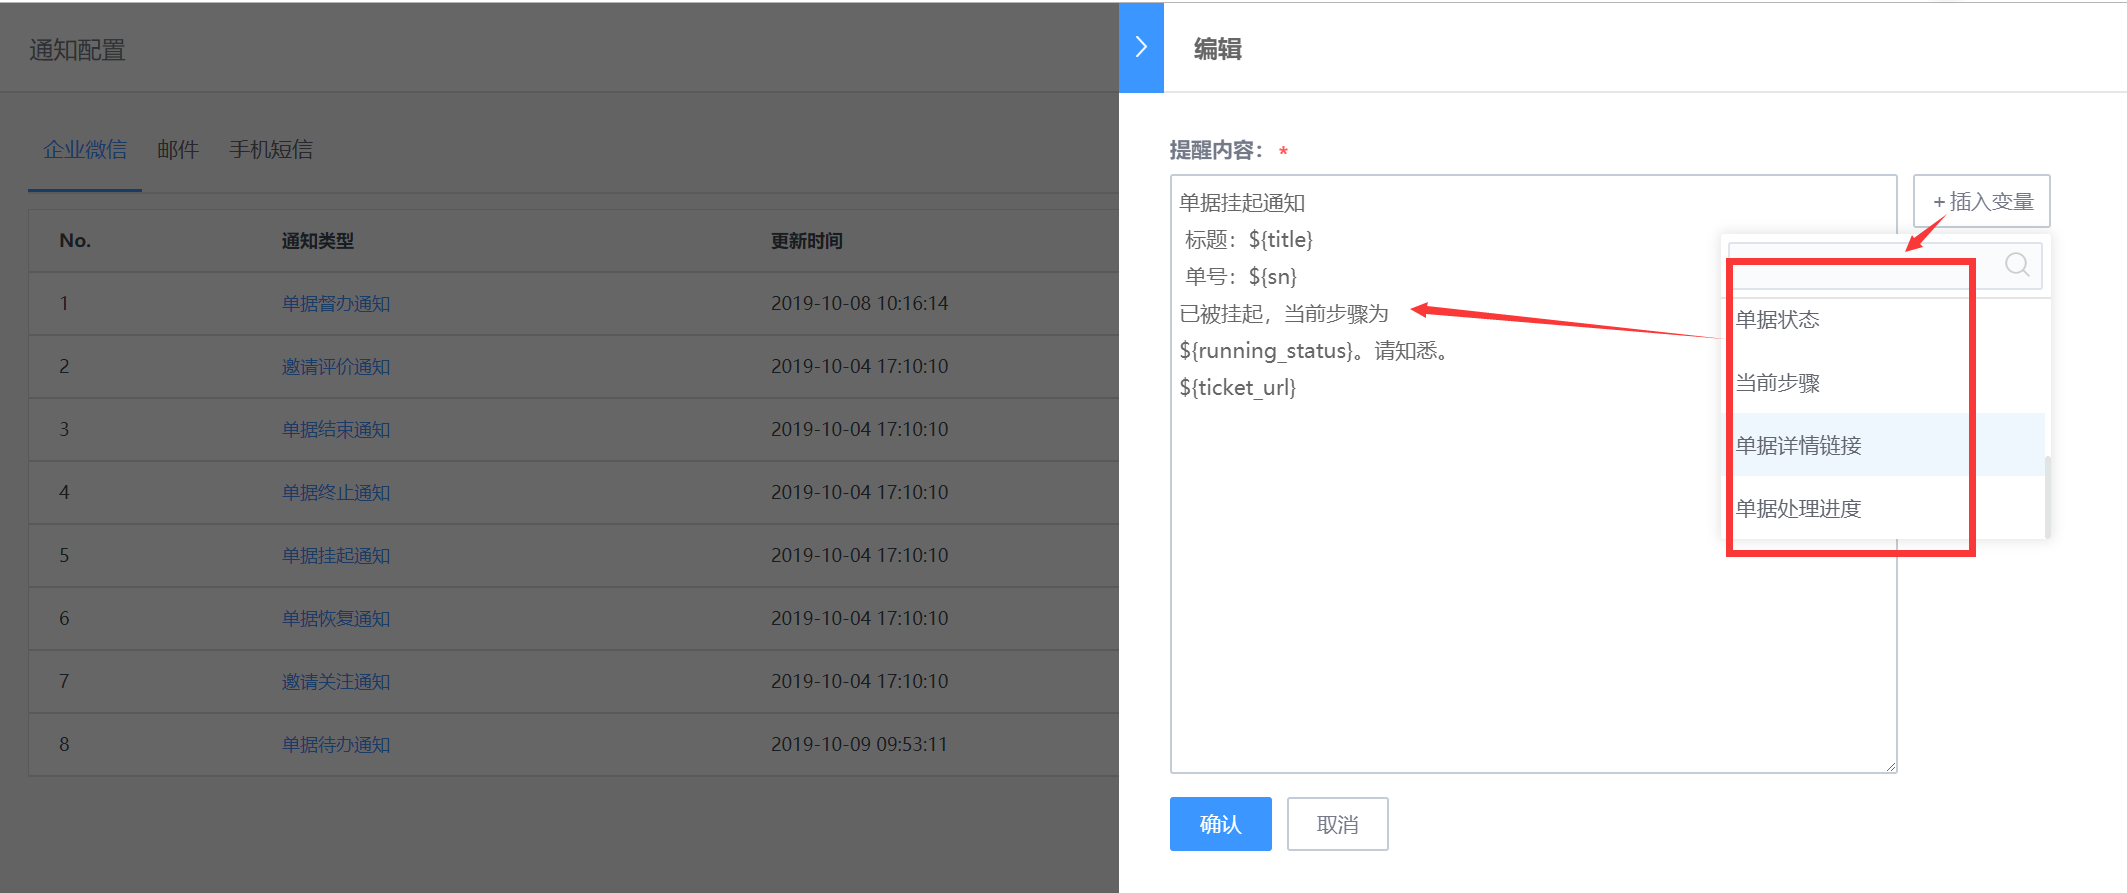 通知配置
企业微信 邮件 手机短信
No. 通知类型 更新时间
1 单据督办通知 2019-10-08 10:16:14
2 邀请评价通知 2019-10-04 17:10:10
3 单据结束通知 2019-10-04 17:10:10
4 单据终止通知 2019-10-04 17:10:10
5 单据挂起通知 2019-10-04 17:10:10
6 单据恢复通知 2019-10-04 17:10:10
7 邀请关注通知 2019-10-04 17:10:10
8 单据待办通知 2019-10-09 09:53:11
编辑
提醒内容： *
单据挂起通知
标题：${title}
单号：${sn}
已被挂起，当前步骤为
${running_status}。请知悉。
${ticket_url}
+ 插入变量
单据状态
当前步骤
单据详情链接
单据处理进度
确认 取消